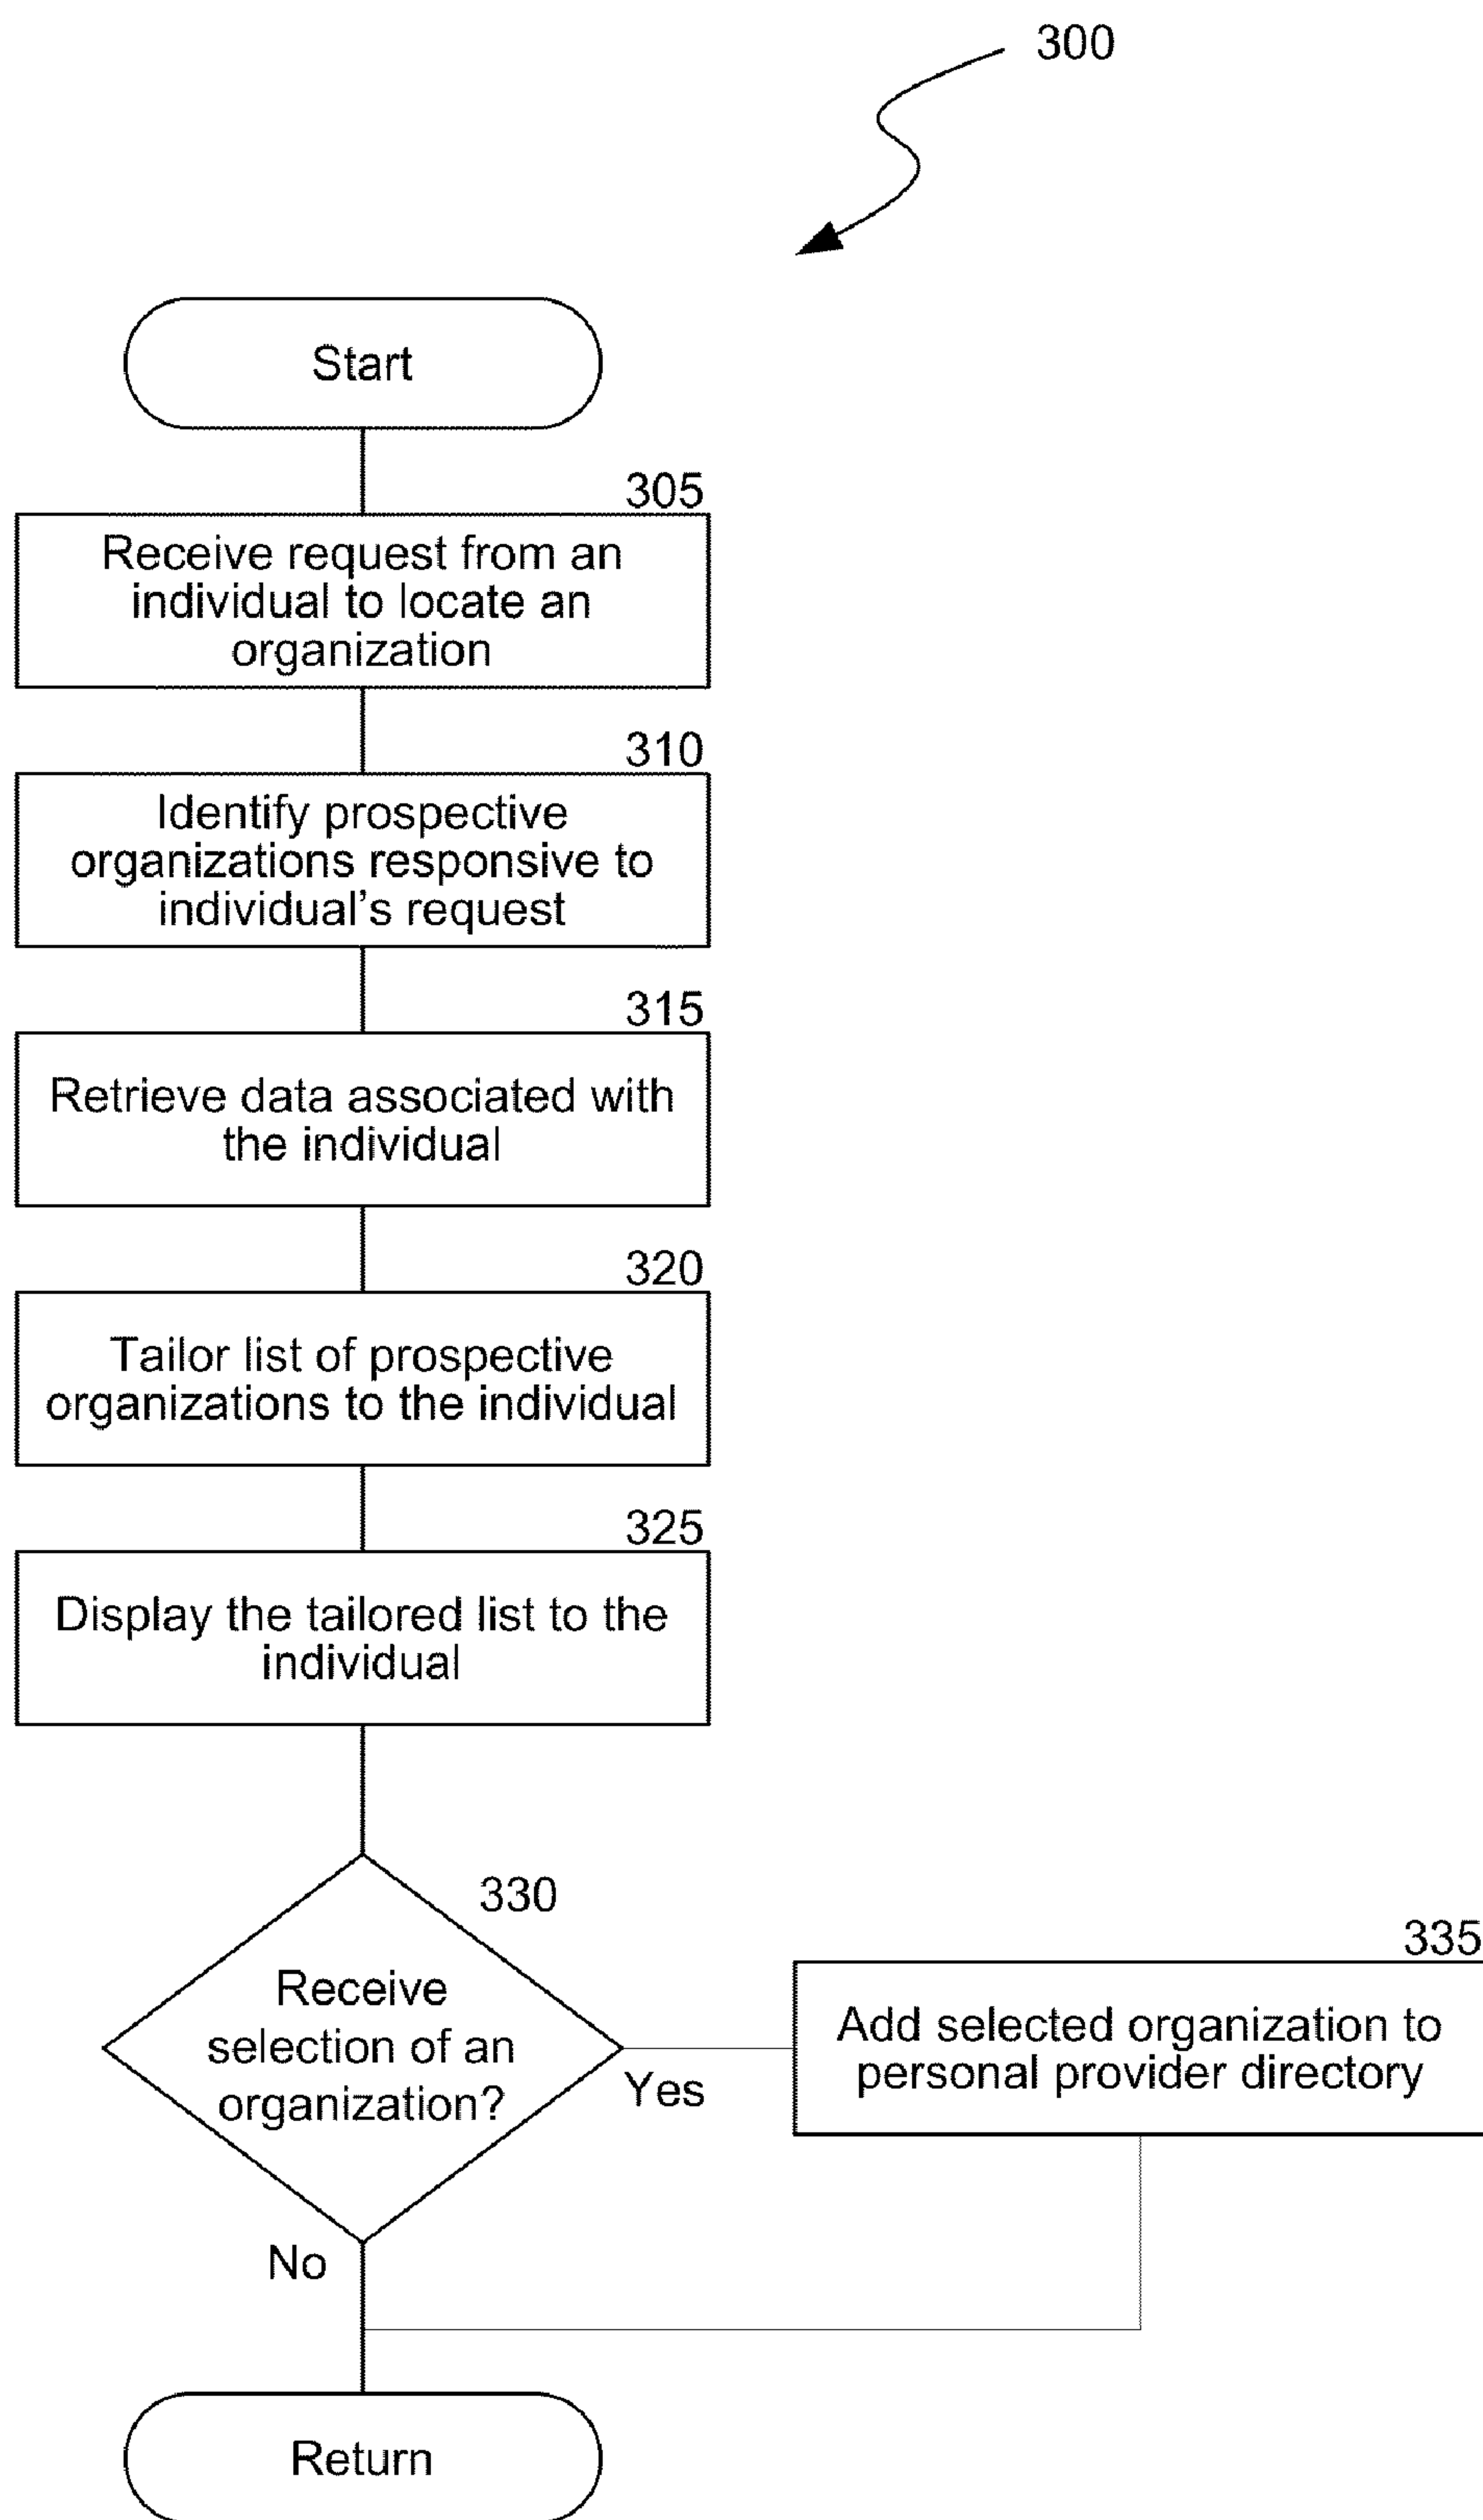 300
Start
305
Receive request from an
individual to locate an
organization
310
Identify prospective
organizations responsive to
individual's request
315
Retrieve data associated with
the individual
320
Tailor list of prospective
organizations to the individual
325
Display the tailored list to the
individual
330
Receive
selection of an
organization?
Yes
335
Add selected organization to
personal provider directory
No
Return